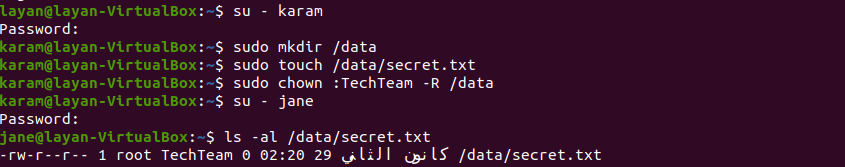 layan@layan-VirtualBox:~$ su - karam
Password:
karam@layan-VirtualBox:~$ sudo mkdir /data
karam@layan-VirtualBox:~$ sudo touch /data/secret.txt
karam@layan-VirtualBox:~$ sudo chown :TechTeam -R /data
karam@layan-VirtualBox:~$ su - jane
Password:
jane@layan-VirtualBox:~$ ls -al /data/secret.txt
-rw-r--r-- 1 root TechTeam 0 02:20 29 كانون الثاني /data/secret.txt